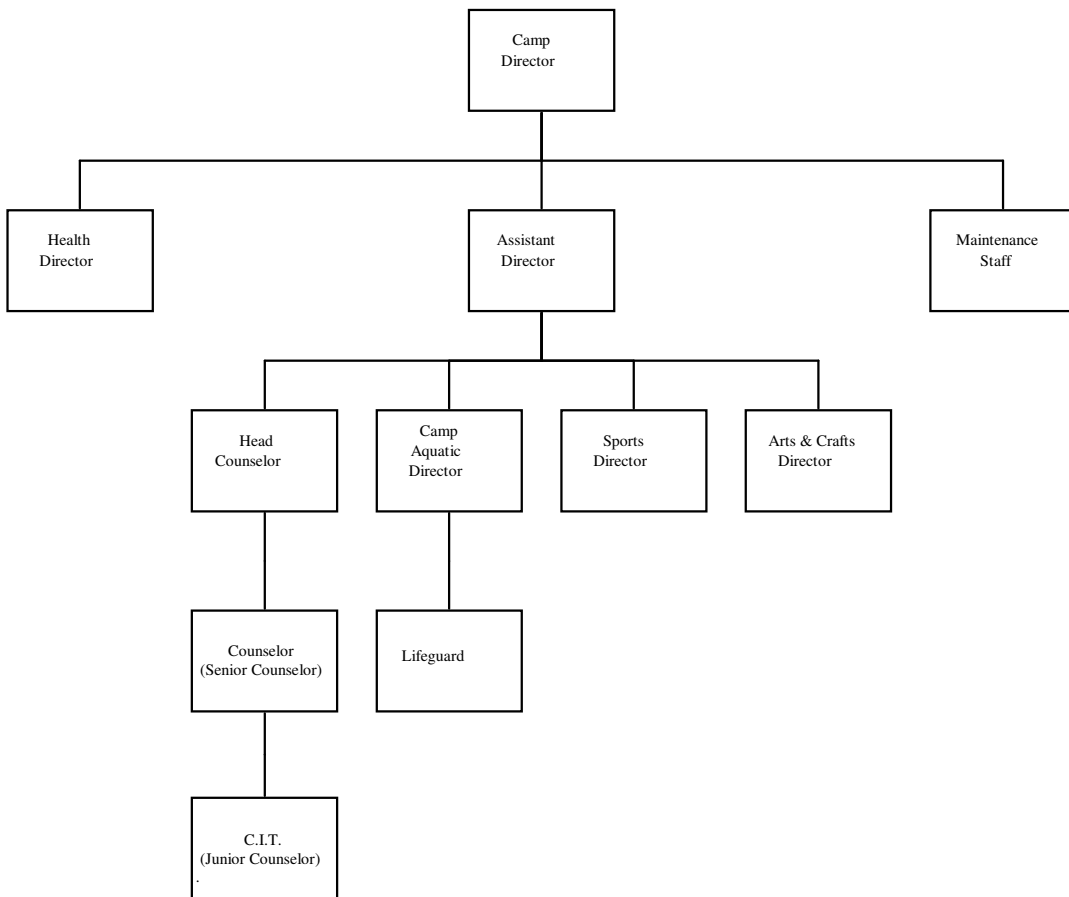 Camp
Director
Health
Director
Assistant
Director
Maintenance
Staff
Head
Counselor
Camp
Aquatic
Director
Sports
Director
Arts & Crafts
Director
Counselor
(Senior Counselor)
Lifeguard
C.I.T.
(Junior Counselor)
.